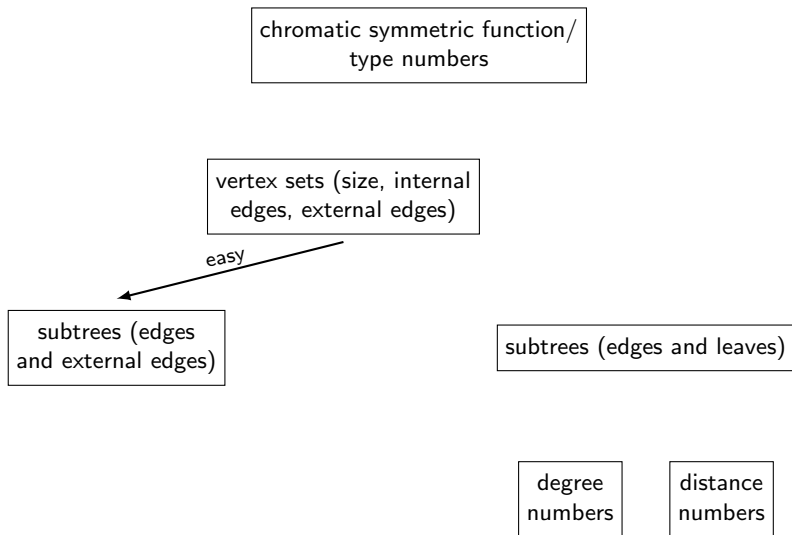 chromatic symmetric function/
type numbers
vertex sets (size, internal
edges, external edges)
easy
subtrees (edges
and external edges)
subtrees (edges and leaves)
degree
numbers
distance
numbers